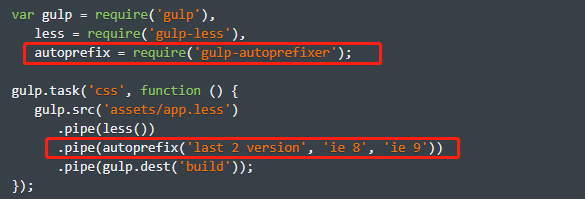 var gulp = require('gulp'),
less = require('gulp-less'),
autoprefix = require('gulp-autoprefixer');
gulp.task('css', function () {
gulp.src('assets/app.less')
.pipe(less())
.pipe(autoprefix('last 2 version', 'ie 8', 'ie 9'))
.pipe(gulp.dest('build'));
});